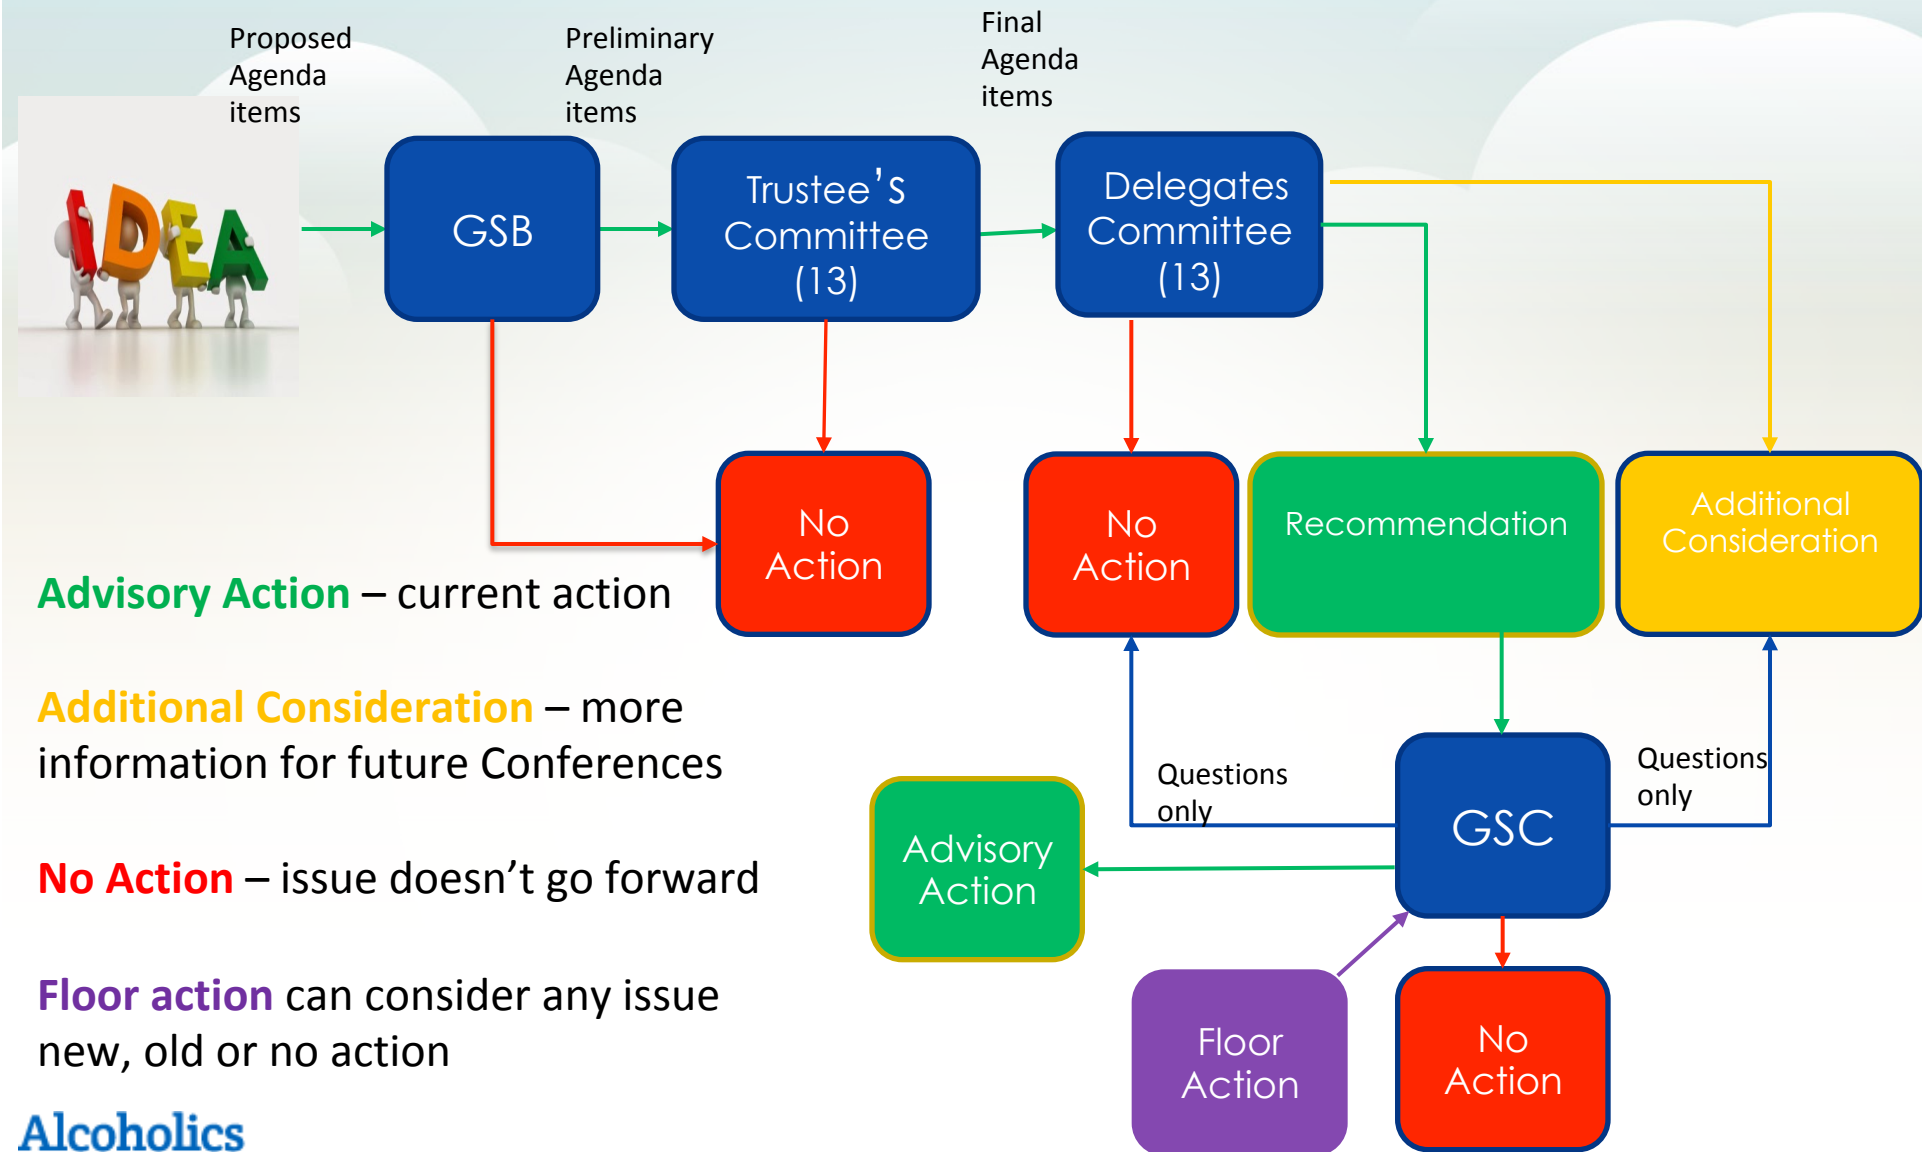 Proposed
Agenda
items
Preliminary
Agenda
items
Final
Agenda
items
IDEA
GSB
Trustee’s
Committee
(13)
Delegates
Committee
(13)
No
Action
No
Action
Recommendation
Additional
Consideration
Advisory Action – current action
Additional Consideration – more
information for future Conferences
No Action – issue doesn’t go forward
Floor action can consider any issue
new, old or no action
Questions
only
Questions
only
GSC
Advisory
Action
Floor
Action
No
Action
Alcoholics